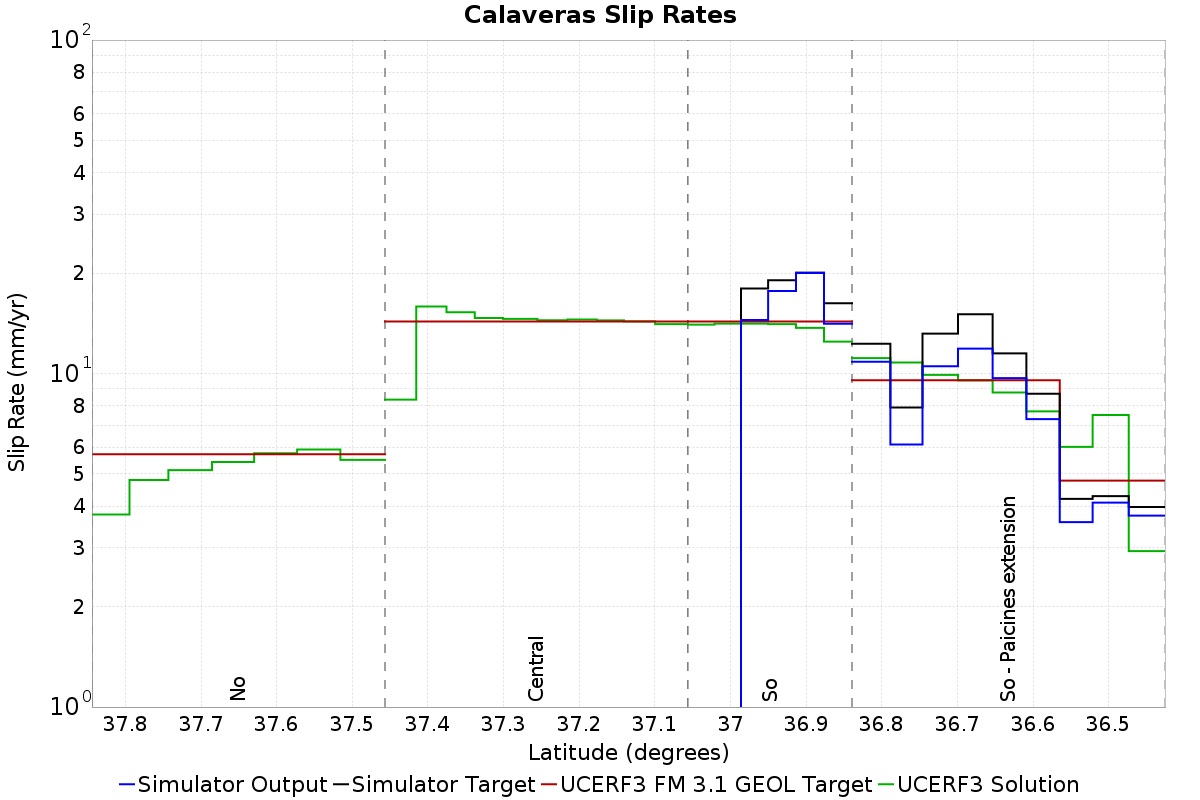 Calaveras Slip Rates
Slip Rate (mm/yr)
10^2
8
6
5
4
3
2
10^1
8
6
5
4
3
2
10^0
No
Central
So
So - Paicines extension
37.8 37.7 37.6 37.5 37.4 37.3 37.2 37.1 37 36.9 36.8 36.7 36.6 36.5
Latitude (degrees)
Simulator Output Simulator Target UCERF3 FM 3.1 GEOL Target UCERF3 Solution